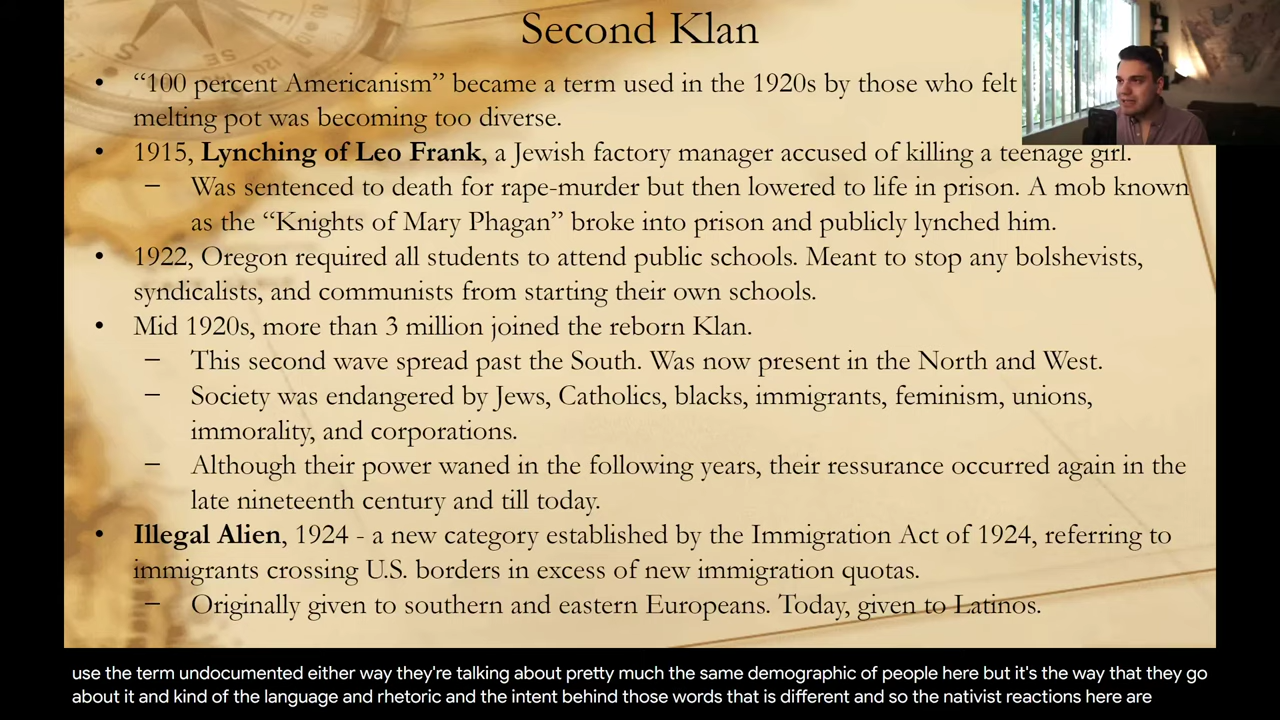 Second Klan
• “100 percent Americanism” became a term used in the 1920s by those who felt
melting pot was becoming too diverse.
• 1915, Lynching of Leo Frank, a Jewish factory manager accused of killing a teenage girl.
– Was sentenced to death for rape-murder but then lowered to life in prison. A mob known
as the “Knights of Mary Phagan” broke into prison and publicly lynched him.
• 1922, Oregon required all students to attend public schools. Meant to stop any bolshevists,
syndicalists, and communists from starting their own schools.
• Mid 1920s, more than 3 million joined the reborn Klan.
– This second wave spread past the South. Was now present in the North and West.
– Society was endangered by Jews, Catholics, blacks, immigrants, feminism, unions,
immorality, and corporations.
– Although their power waned in the following years, their ressurance occurred again in the
late nineteenth century and till today.
• Illegal Alien, 1924 - a new category established by the Immigration Act of 1924, referring to
immigrants crossing U.S. borders in excess of new immigration quotas.
– Originally given to southern and eastern Europeans. Today, given to Latinos.
use the term undocumented either way they're talking about pretty much the same demographic of people here but it's the way that they go
about it and kind of the language and rhetoric and the intent behind those words that is different and so the nativist reactions here are